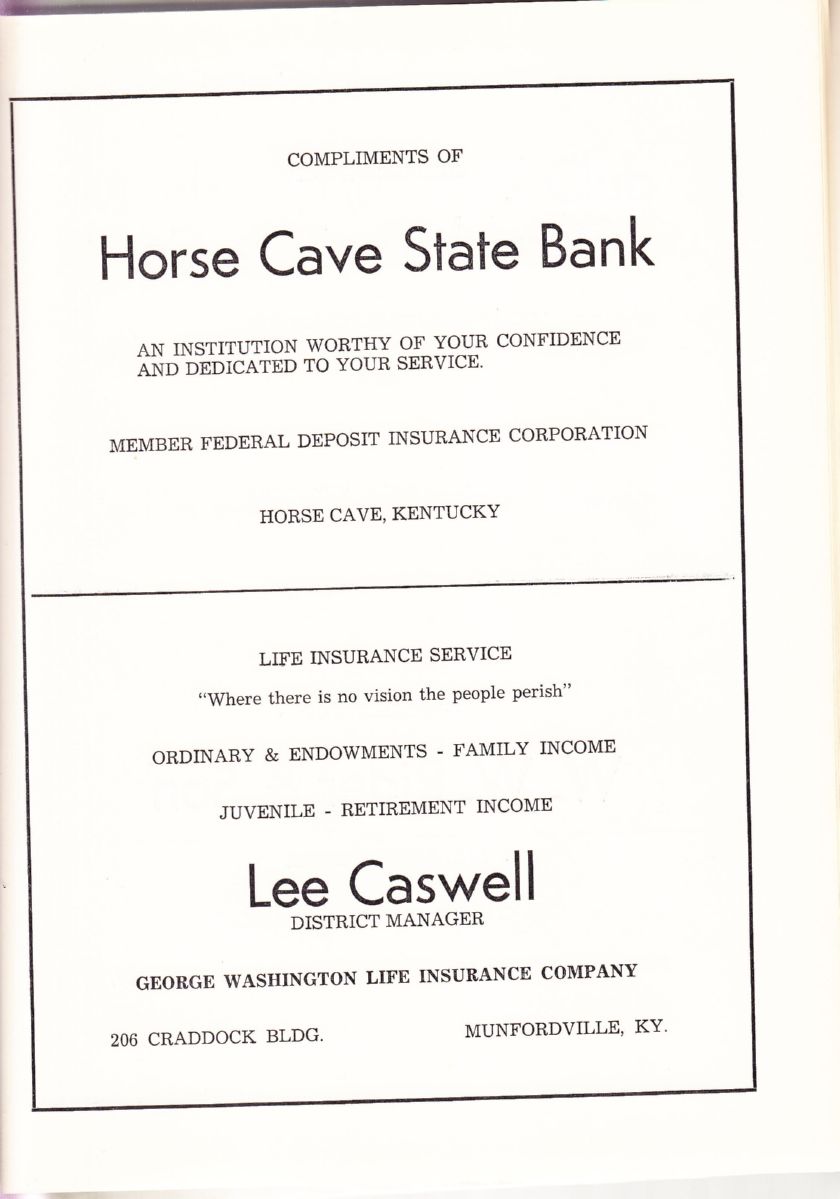 COMPLIMENTS OF
Horse Cave State Bank
AN INSTITUTION WORTHY OF YOUR CONFIDENCE
AND DEDICATED TO YOUR SERVICE.
MEMBER FEDERAL DEPOSIT INSURANCE CORPORATION
HORSE CAVE, KENTUCKY
LIFE INSURANCE SERVICE
“Where there is no vision the people perish”
ORDINARY & ENDOWMENTS - FAMILY INCOME
JUVENILE - RETIREMENT INCOME
Lee Caswell
DISTRICT MANAGER
GEORGE WASHINGTON LIFE INSURANCE COMPANY
206 CRADDOCK BLDG. MUNFORDVILLE, KY.